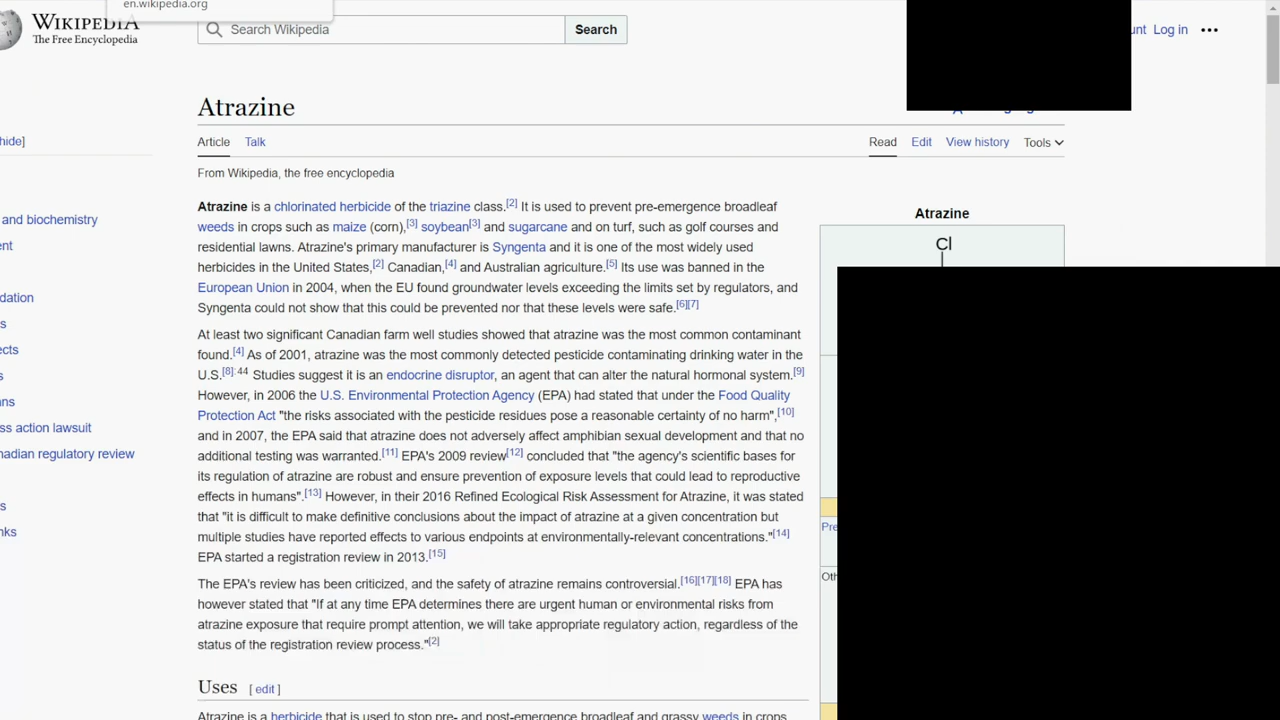 en.wikipedia.org
WIKIPEDIA
The Free Encyclopedia
Search Wikipedia
Search
Log in
Atrazine
hide]
Article
Talk
Read
Edit
View history
Tools
From Wikipedia, the free encyclopedia
and biochemistry
Atrazine is a chlorinated herbicide of the triazine class.[2] It is used to prevent pre-emergence broadleaf
weeds in crops such as maize (corn),[3] soybean[3] and sugarcane and on turf, such as golf courses and
residential lawns. Atrazine's primary manufacturer is Syngenta and it is one of the most widely used
herbicides in the United States,[2] Canadian,[4] and Australian agriculture.[5] Its use was banned in the
European Union in 2004, when the EU found groundwater levels exceeding the limits set by regulators, and
Syngenta could not show that this could be prevented nor that these levels were safe.[6][7]
At least two significant Canadian farm well studies showed that atrazine was the most common contaminant
found.[4] As of 2001, atrazine was the most commonly detected pesticide contaminating drinking water in the
U.S.[8]:44 Studies suggest it is an endocrine disruptor, an agent that can alter the natural hormonal system.[9]
However, in 2006 the U.S. Environmental Protection Agency (EPA) had stated that under the Food Quality
Protection Act "the risks associated with the pesticide residues pose a reasonable certainty of no harm",[10]
and in 2007, the EPA said that atrazine does not adversely affect amphibian sexual development and that no
additional testing was warranted.[11] EPA's 2009 review[12] concluded that "the agency's scientific bases for
its regulation of atrazine are robust and ensure prevention of exposure levels that could lead to reproductive
effects in humans".[13] However, in their 2016 Refined Ecological Risk Assessment for Atrazine, it was stated
that "it is difficult to make definitive conclusions about the impact of atrazine at a given concentration but
multiple studies have reported effects to various endpoints at environmentally-relevant concentrations."[14]
EPA started a registration review in 2013.[15]
The EPA's review has been criticized, and the safety of atrazine remains controversial.[16][17][18] EPA has
however stated that "If at any time EPA determines there are urgent human or environmental risks from
atrazine exposure that require prompt attention, we will take appropriate regulatory action, regardless of the
status of the registration review process."[2]
Uses [ edit ]
Atrazine is a herbicide that is used to stop pre- and post-emergence broadleaf and grassy weeds in crops
Atrazine
Cl
ss action lawsuit
nadian regulatory review